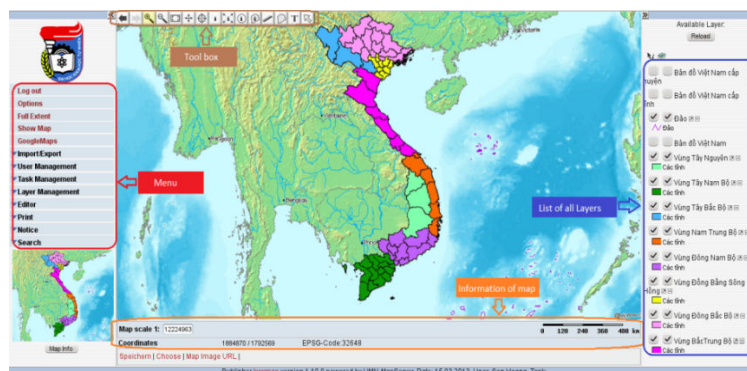 Available Layer:
Reload
Tool box
Log out
Options
Full Extent
Show Map
GoogleMaps
Import/Export
User Management
Task Management
Layer Management
Editor
Print
Notice
Search
Menu
List of all Layers
Information of map
Bản đồ Việt Nam cấp
huyện
Bản đồ Việt Nam cấp
tỉnh
Đảo
Đảo
Bản đồ Việt Nam
Vùng Tây Nguyên
Các tỉnh
Vùng Tây Nam Bộ
Các tỉnh
Vùng Tây Bắc Bộ
Các tỉnh
Vùng Nam Trung Bộ
Các tỉnh
Vùng Đông Nam Bộ
Các tỉnh
Vùng Đồng Bằng Sông
Hồng
Các tỉnh
Vùng Đông Bắc Bộ
Các tỉnh
Vùng BắcTrung Bộ
Các tỉnh
Map scale 1: 12224963
0 120 240 360 480 km
Coordinates 1884870 / 1792569 EPSG-Code:32648
Speichern | Choose | Map Image URL |
Map Info